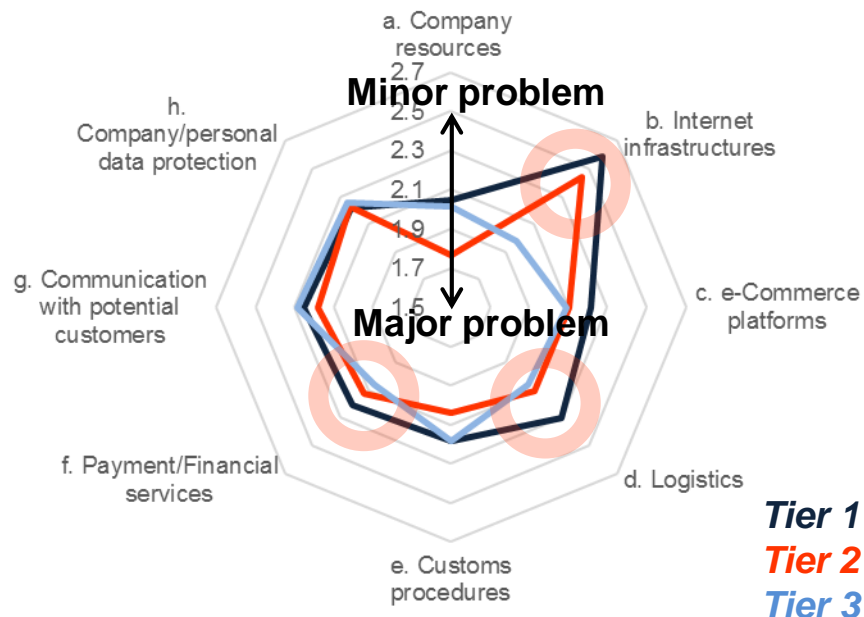 a. Company
resources
2.7
Minor problem
2.5
h.
Company/personal
data protection
b. Internet
infrastructures
2.3
2.1
1.9
1.7
g. Communication
with potential
customers
1.5
c. e-Commerce
platforms
Major problem
f. Payment/Financial
services
d. Logistics
e. Customs
procedures
Tier 1
Tier 2
Tier 3